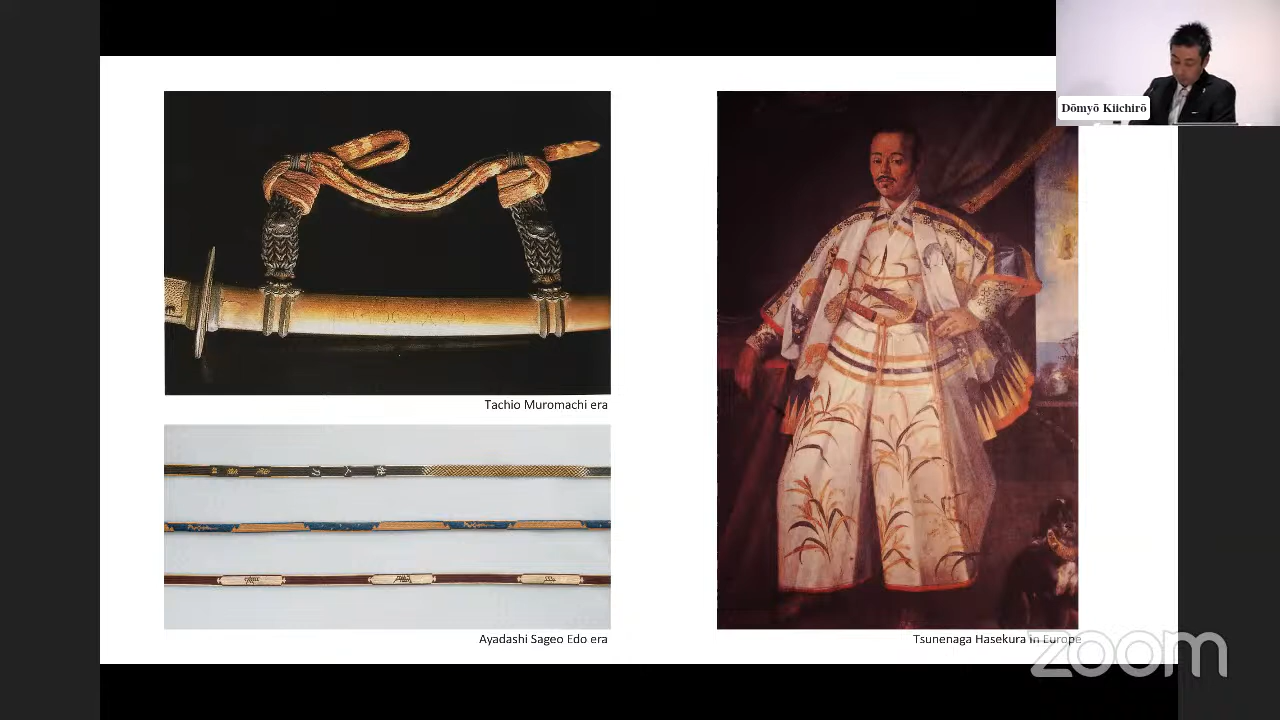 Dōmyō Kiichirō
Tachio Muromachi era
Ayadashi Sageo Edo era
Tsunenaga Hasekura in Europe
zoom